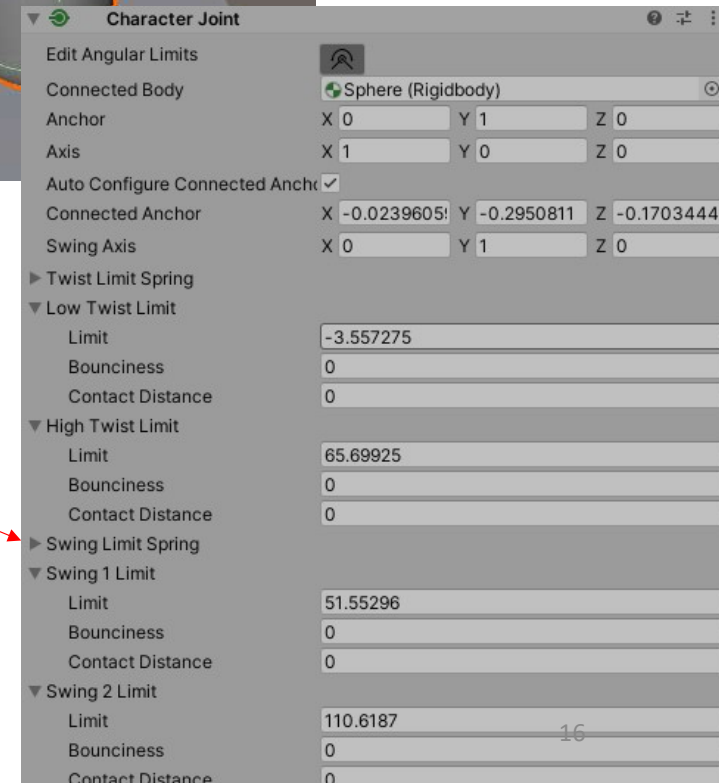 Character Joint
Edit Angular Limits
Connected Body Sphere (Rigidbody)
Anchor X 0 Y 1 Z 0
Axis X 1 Y 0 Z 0
Auto Configure Connected Ancho
Connected Anchor X -0.0239605 Y -0.2950811 Z -0.1703444
Swing Axis X 0 Y 1 Z 0
Twist Limit Spring
Low Twist Limit
Limit -3.557275
Bounciness 0
Contact Distance 0
High Twist Limit
Limit 65.69925
Bounciness 0
Contact Distance 0
Swing Limit Spring
Swing 1 Limit
Limit 51.55296
Bounciness 0
Contact Distance 0
Swing 2 Limit
Limit 110.6187
16
Bounciness 0
Contact Distance 0